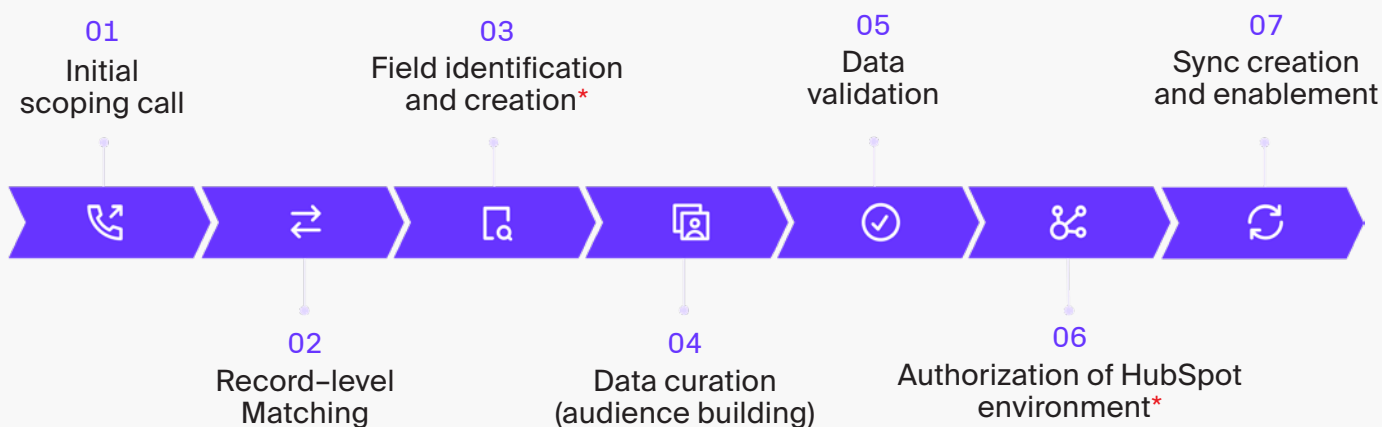 01
Initial
scoping call
02
Record-level
Matching
03
Field identification
and creation*
04
Data curation
(audience building)
05
Data
validation
06
Authorization of HubSpot
environment*
07
Sync creation
and enablement